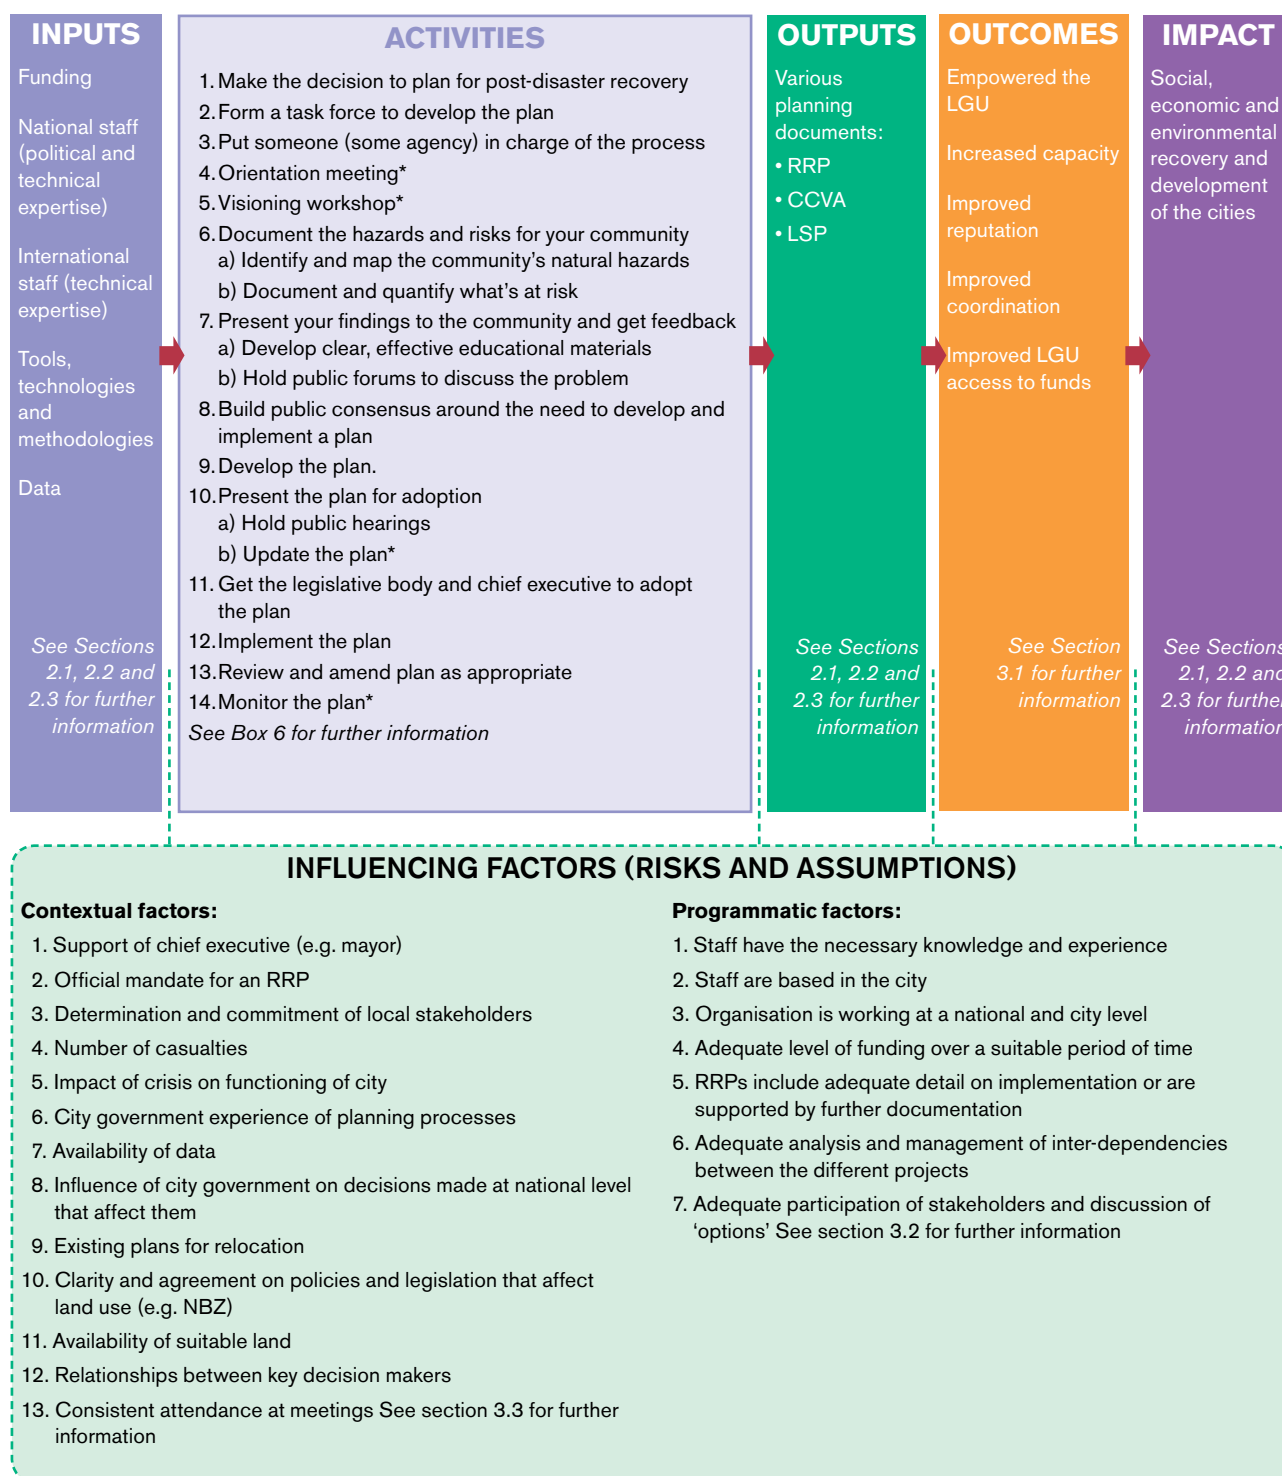 INPUTS
Funding
National staff
(political and
technical
expertise)
International
staff (technical
expertise)
Tools,
technologies
and
methodologies
Data
See Sections
2.1, 2.2 and
2.3 for further
information
ACTIVITIES
1. Make the decision to plan for post-disaster recovery
2. Form a task force to develop the plan
3. Put someone (some agency) in charge of the process
4. Orientation meeting*
5. Visioning workshop*
6. Document the hazards and risks for your community
a) Identify and map the community's natural hazards
b) Document and quantify what's at risk
7. Present your findings to the community and get feedback
a) Develop clear, effective educational materials
b) Hold public forums to discuss the problem
8. Build public consensus around the need to develop and
implement a plan
9. Develop the plan.
10. Present the plan for adoption
a) Hold public hearings
b) Update the plan*
11. Get the legislative body and chief executive to adopt
the plan
12. Implement the plan
13. Review and amend plan as appropriate
14. Monitor the plan*
See Box 6 for further information
OUTPUTS
Various
planning
documents:
• RRP
• CCVA
• LSP
See Sections
2.1, 2.2 and
2.3 for further
information
OUTCOMES
Empowered the
LGU
Increased capacity
Improved
reputation
Improved
coordination
Improved LGU
access to funds
See Section
3.1 for further
information
IMPACT
Social,
economic and
environmental
recovery and
development
of the cities
See Sections
2.1, 2.2 and
2.3 for further
information
INFLUENCING FACTORS (RISKS AND ASSUMPTIONS)
Contextual factors:
1. Support of chief executive (e.g. mayor)
2. Official mandate for an RRP
3. Determination and commitment of local stakeholders
4. Number of casualties
5. Impact of crisis on functioning of city
6. City government experience of planning processes
7. Availability of data
8. Influence of city government on decisions made at national level
that affect them
9. Existing plans for relocation
10. Clarity and agreement on policies and legislation that affect
land use (e.g. NBZ)
11. Availability of suitable land
12. Relationships between key decision makers
13. Consistent attendance at meetings See section 3.3 for further
information
Programmatic factors:
1. Staff have the necessary knowledge and experience
2. Staff are based in the city
3. Organisation is working at a national and city level
4. Adequate level of funding over a suitable period of time
5. RRPs include adequate detail on implementation or are
supported by further documentation
6. Adequate analysis and management of inter-dependencies
between the different projects
7. Adequate participation of stakeholders and discussion of
'options' See section 3.2 for further information